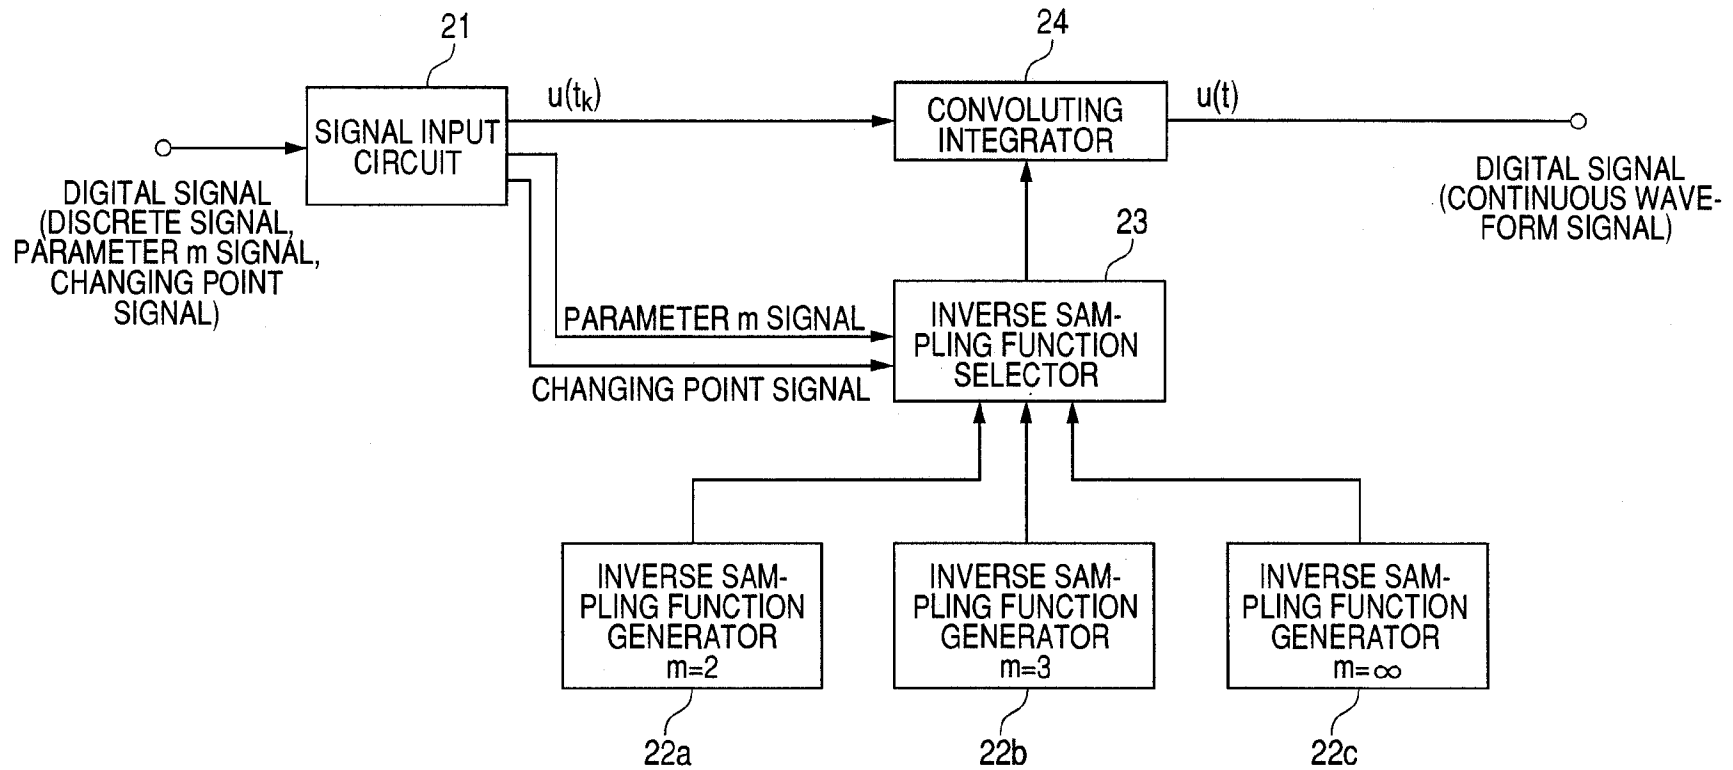 21
24
u(tk)
u(t)
SIGNAL INPUT
CIRCUIT
CONVOLUTING
INTEGRATOR
DIGITAL SIGNAL
(DISCRETE SIGNAL,
PARAMETER m SIGNAL,
CHANGING POINT
SIGNAL)
DIGITAL SIGNAL
(CONTINUOUS WAVE-
FORM SIGNAL)
23
PARAMETER m SIGNAL
CHANGING POINT SIGNAL
INVERSE SAM-
PLING FUNCTION
SELECTOR
INVERSE SAM-
PLING FUNCTION
GENERATOR
m=2
INVERSE SAM-
PLING FUNCTION
GENERATOR
m=3
INVERSE SAM-
PLING FUNCTION
GENERATOR
m=∞
22a
22b
22c